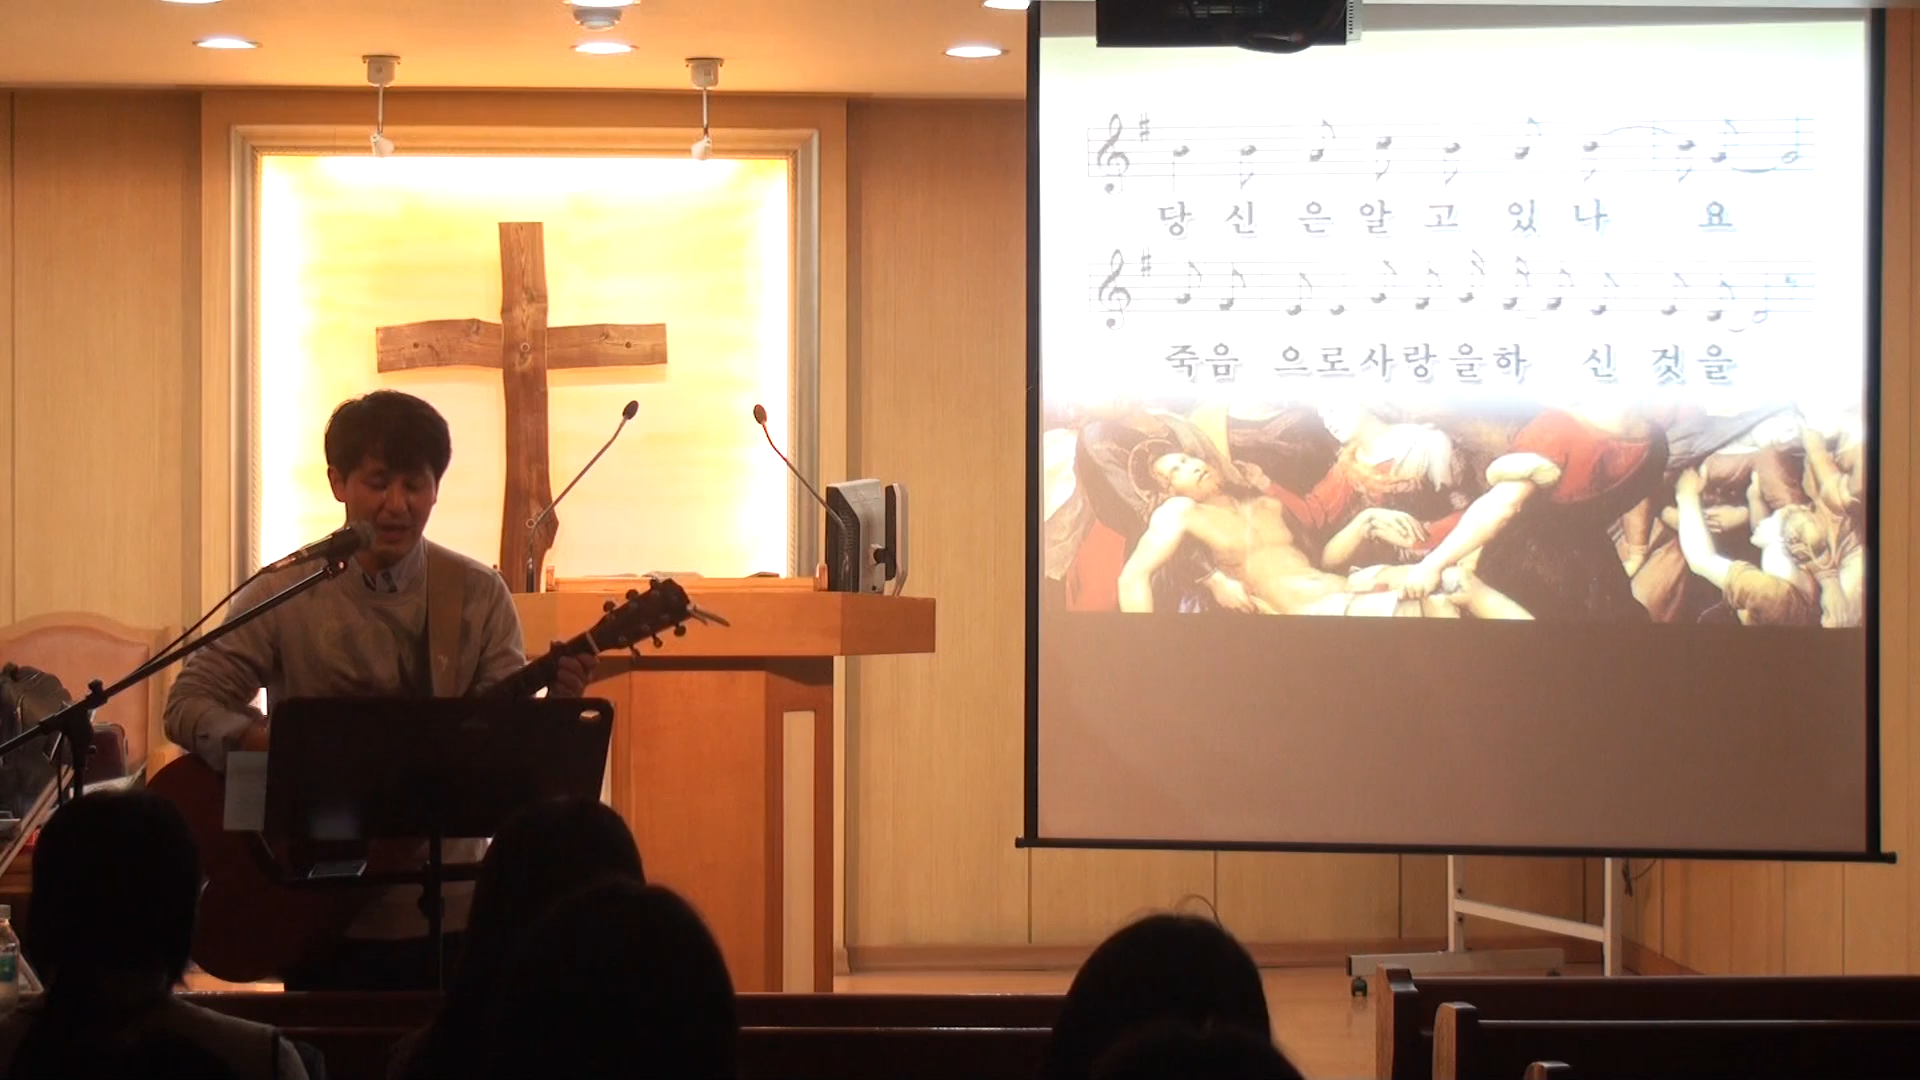 당 신 은 알 고 있 나 요
죽음 으로사랑을하 신 것을